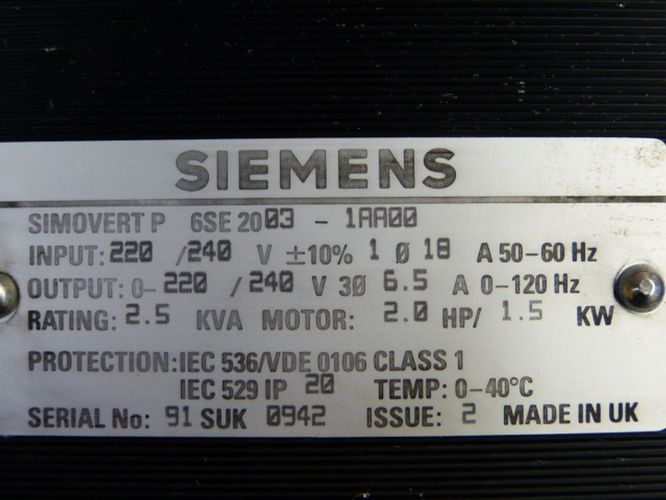 SIEMENS
SIMOVERT P 6SE 2003 - 1AA00
INPUT: 220 /240 V ±10% 1 Ø 18 A 50-60 Hz
OUTPUT: 0-220 / 240 V 3Ø 6.5 A 0-120 Hz
RATING: 2.5 KVA MOTOR: 2.0 HP/ 1.5 KW
PROTECTION: IEC 536/VDE 0106 CLASS 1
IEC 529 IP 20 TEMP: 0-40°C
SERIAL No: 91 SUK 0942 ISSUE: 2 MADE IN UK